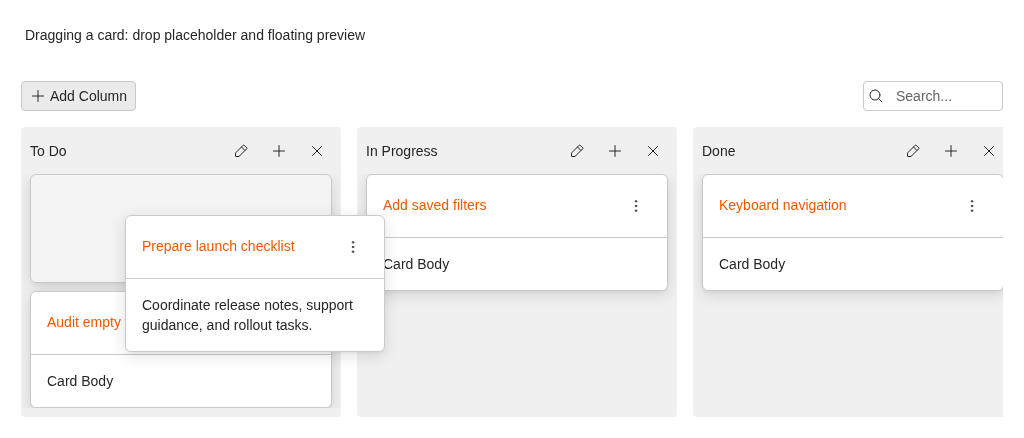 Dragging a card: drop placeholder and floating preview
Add Column
Search...
To Do
In Progress
Done
Prepare launch checklist
Coordinate release notes, support
guidance, and rollout tasks.
Audit empty
Card Body
Add saved filters
Card Body
Keyboard navigation
Card Body